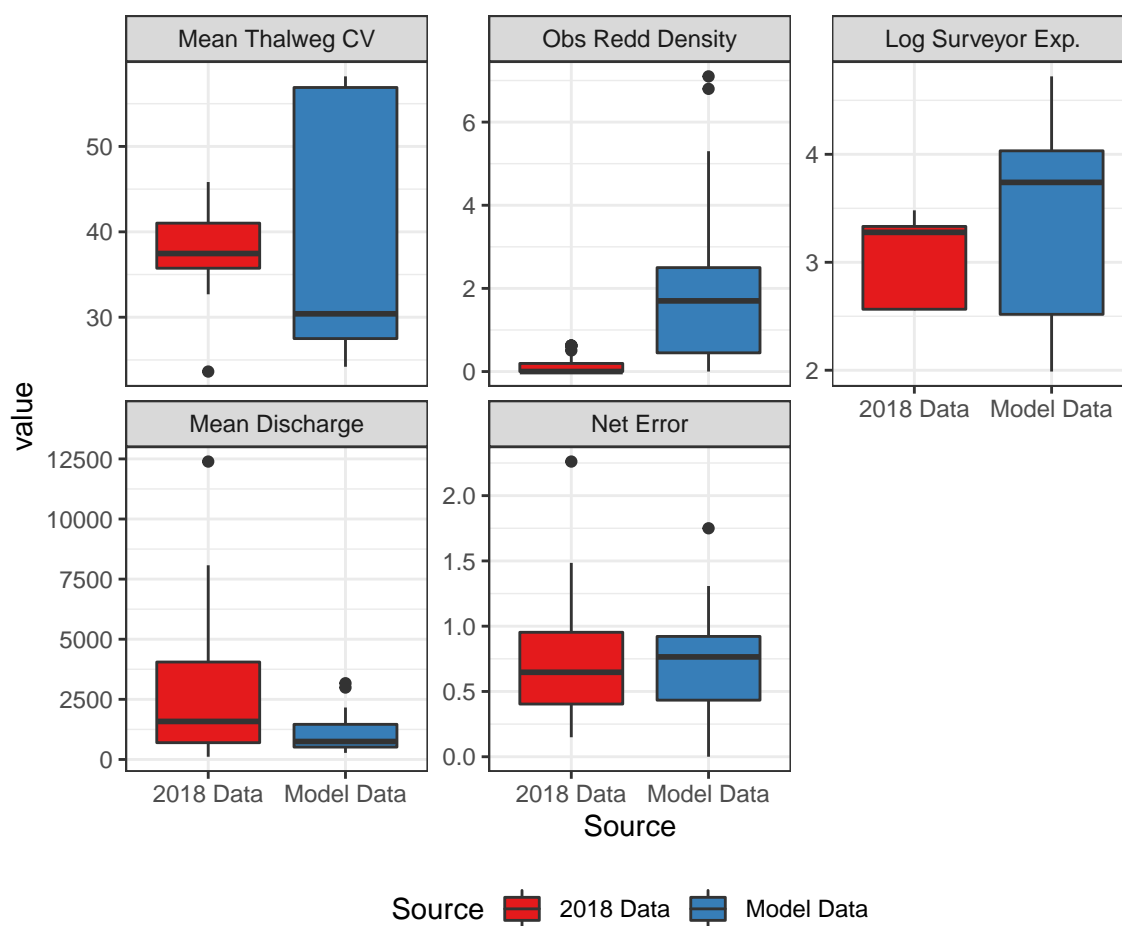 Mean Thalweg CV
Obs Redd Density
Log Surveyor Exp.
50
40
30
6
4
2
0
4
3
2
2018 Data
Model Data
value
Mean Discharge
Net Error
12500
10000
7500
5000
2500
0
2.0
1.5
1.0
0.5
0.0
2018 Data
Model Data
2018 Data
Model Data
Source
Source
2018 Data
Model Data